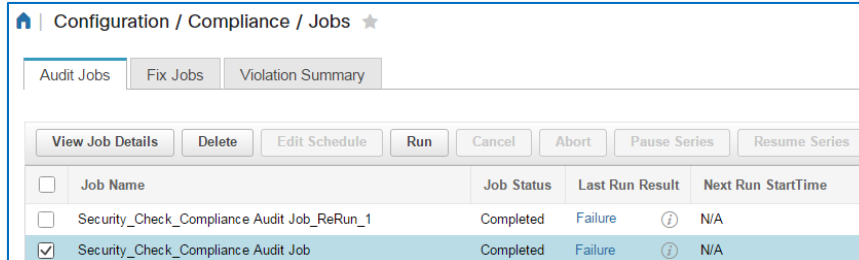 Configuration / Compliance / Jobs
Audit Jobs Fix Jobs Violation Summary
View Job Details Delete Edit Schedule Run Cancel Abort Pause Series Resume Series
Job Name Job Status Last Run Result Next Run StartTime
Security_Check_Compliance Audit Job_ReRun_1 Completed Failure i N/A
Security_Check_Compliance Audit Job Completed Failure i N/A